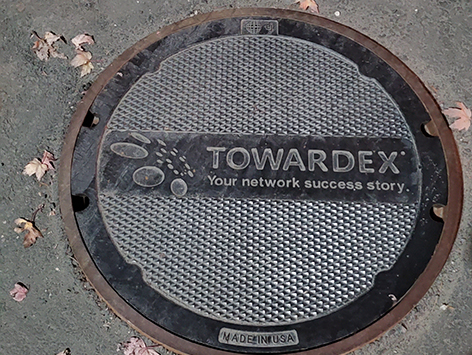 TOWARDEX
Your network success story.
MADE IN USA